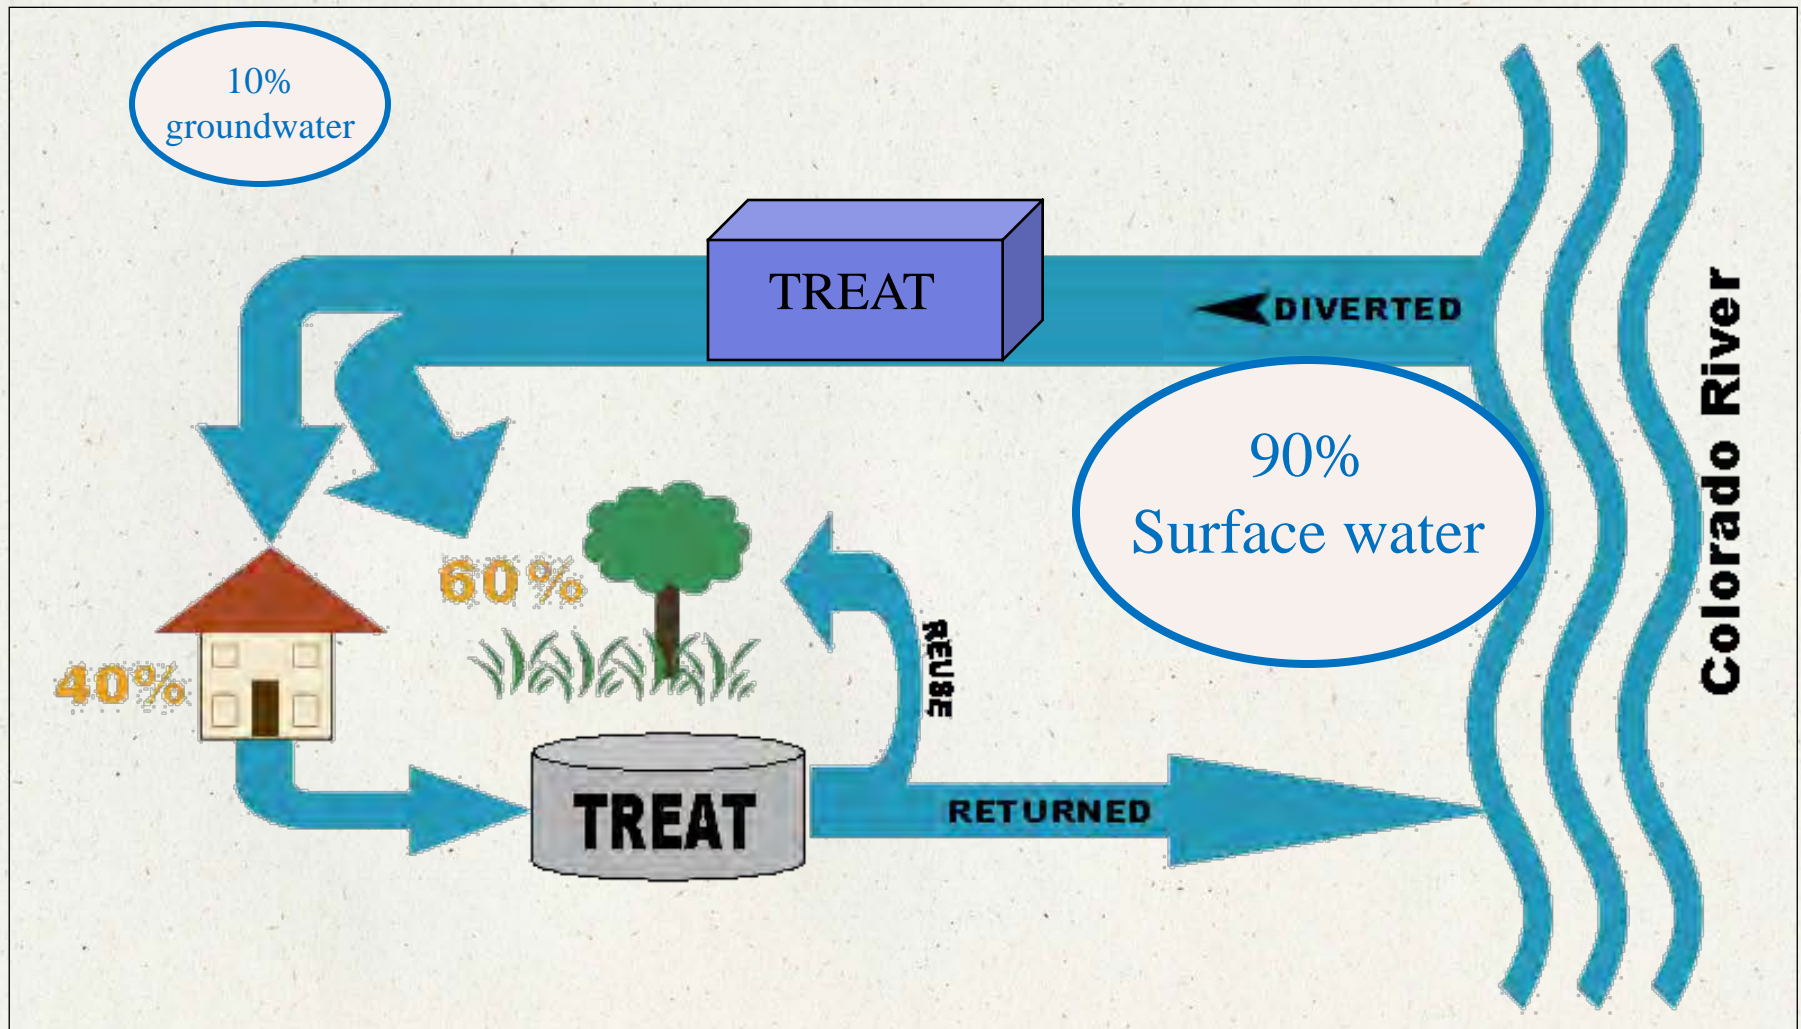 10%
groundwater
TREAT
DIVERTED
90%
Surface water
Colorado River
60%
40%
REUSE
TREAT
RETURNED